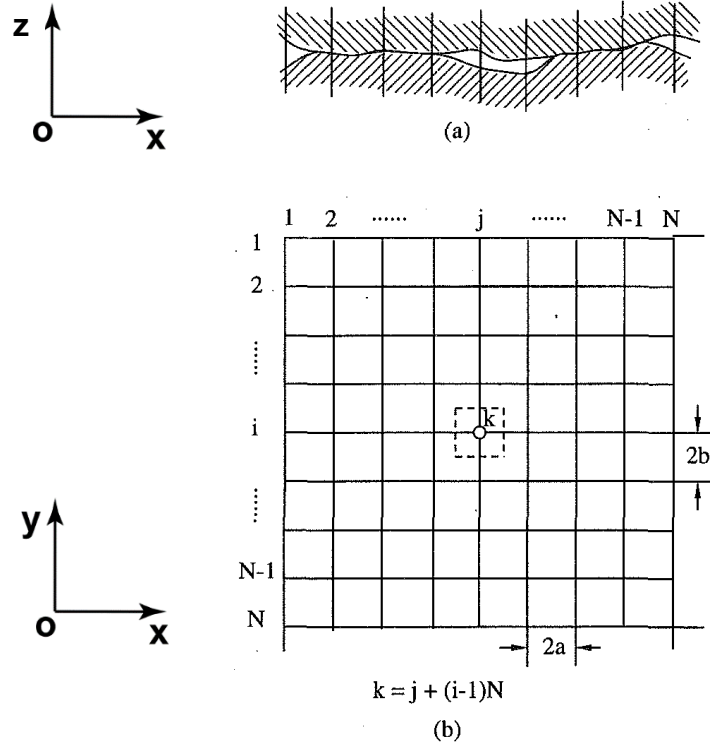 z
o
x
(a)
1 2 ...... j ...... N-1 N
1
2
......
i
k
2b
......
y
N-1
o
x
N
2a
k = j + (i-1)N
(b)